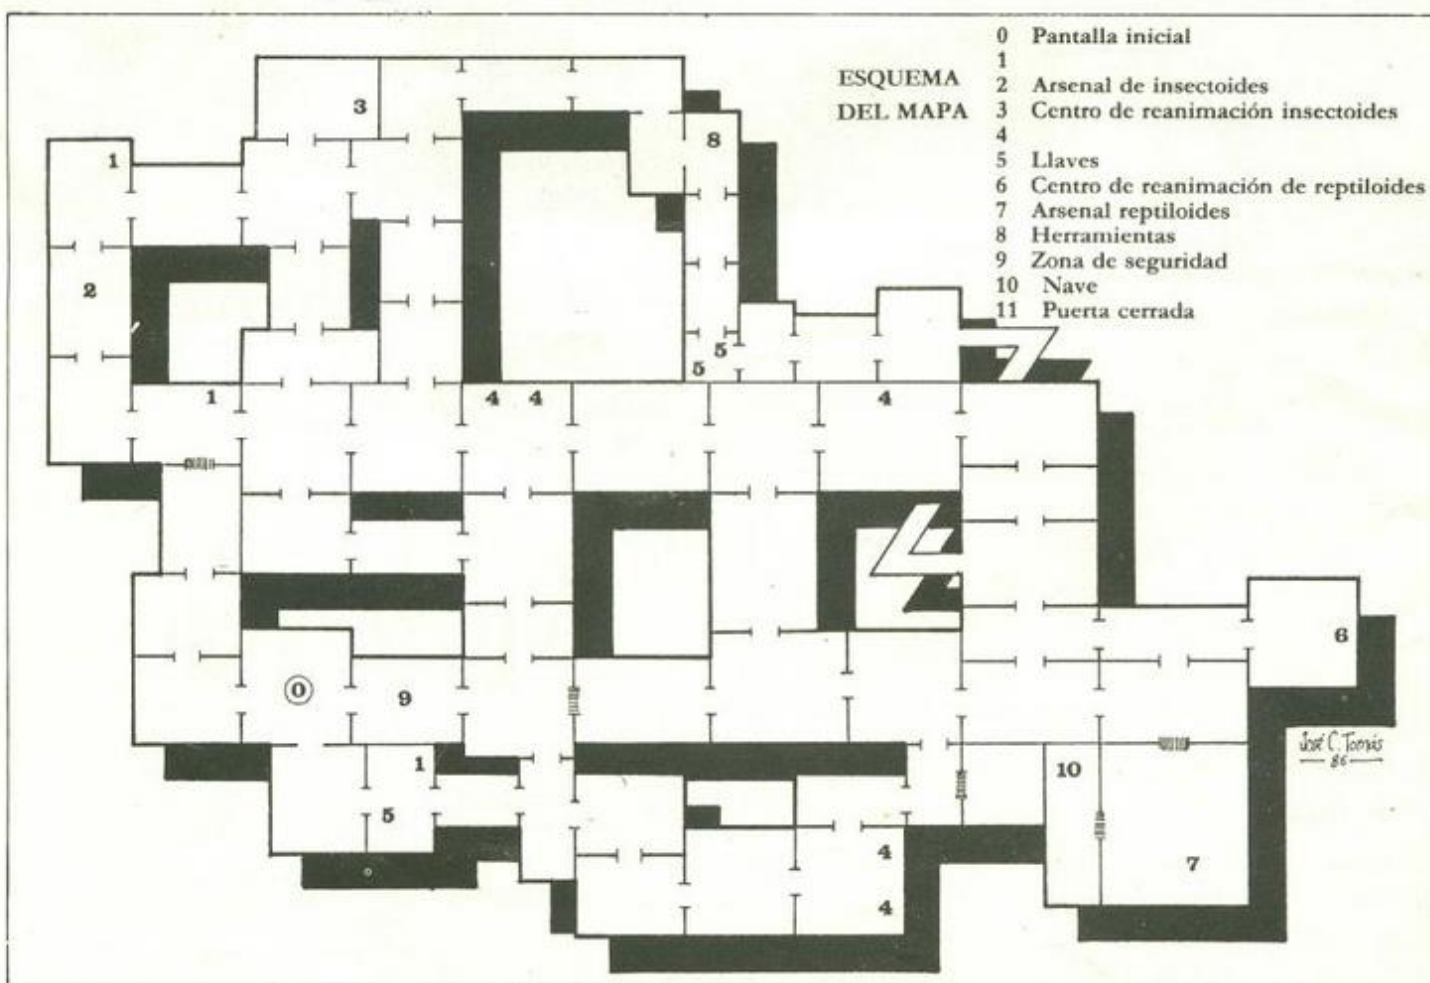 ESQUEMA
DEL MAPA
0 Pantalla inicial
1
2 Arsenal de insectoides
3 Centro de reanimación insectoides
4
5 Llaves
6 Centro de reanimación de reptiloides
7 Arsenal reptiloides
8 Herramientas
9 Zona de seguridad
10 Nave
11 Puerta cerrada
3
8
1
2
5
5
1
4 4
4
6
0
9
1
10
5
4
7
4
José C. Tomás
86